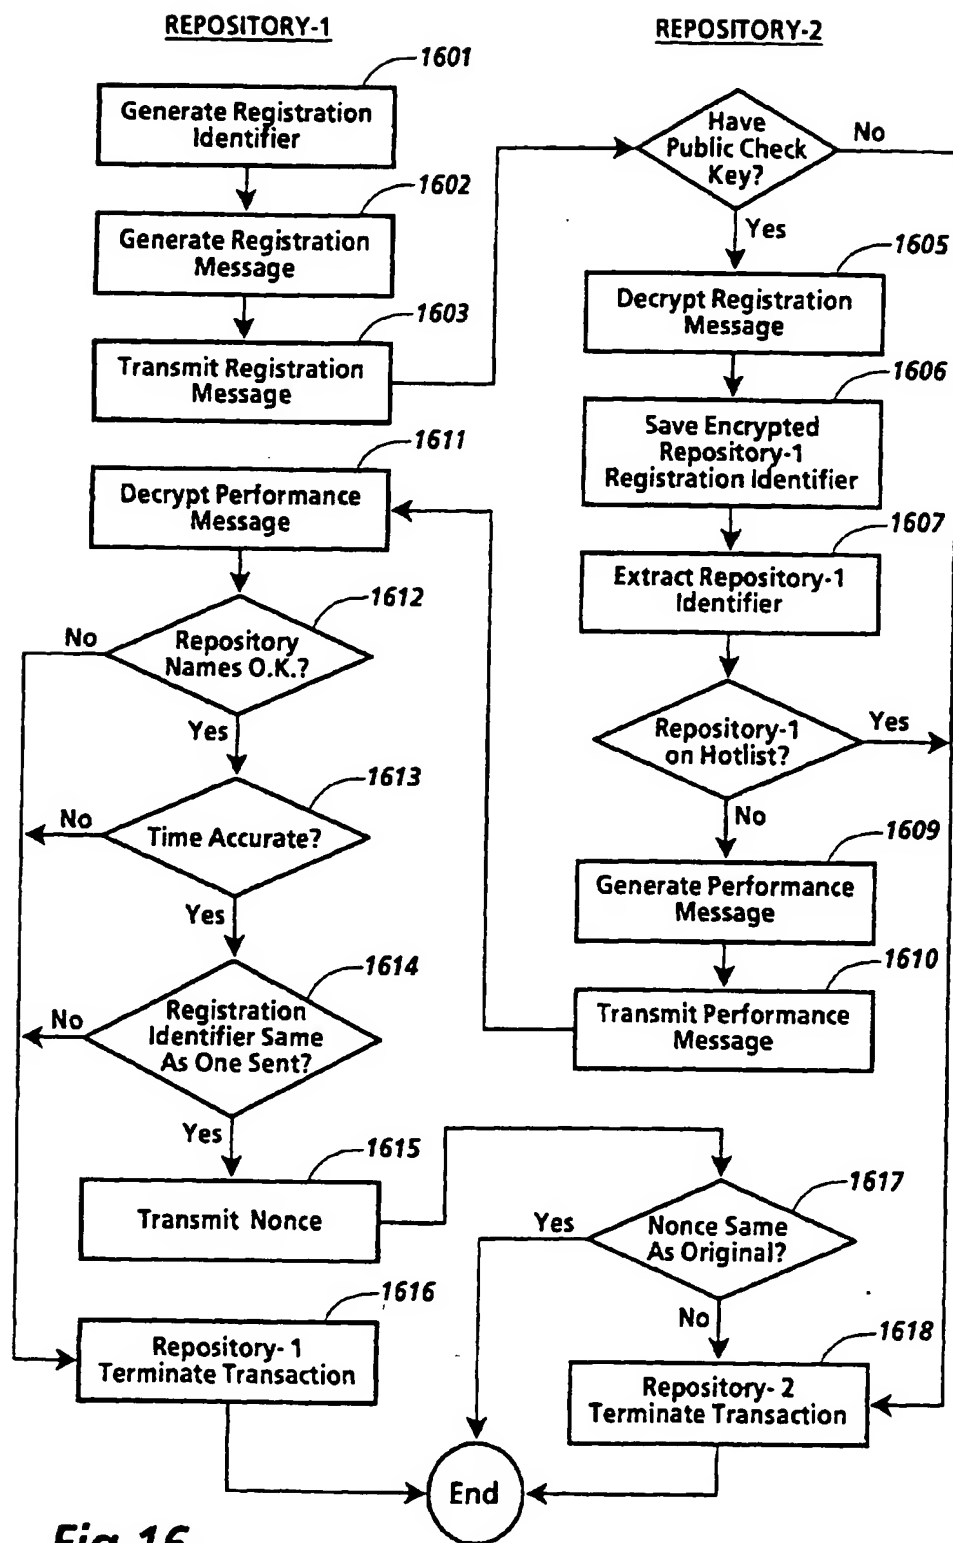 REPOSITORY-1
1601
Generate Registration
Identifier
1602
Generate Registration
Message
1603
Transmit Registration
Message
1611
Decrypt Performance
Message
1612
No
Repository
Names O.K.?
Yes
1613
No
Time Accurate?
Yes
1614
No
Registration
Identifier Same
As One Sent?
Yes
1615
Transmit Nonce
1616
Repository- 1
Terminate Transaction
REPOSITORY-2
Have
Public Check
Key?
No
Yes
1605
Decrypt Registration
Message
1606
Save Encrypted
Repository-1
Registration Identifier
1607
Extract Repository-1
Identifier
Repository-1
on Hotlist?
Yes
No
1609
Generate Performance
Message
1610
Transmit Performance
Message
1617
Yes
Nonce Same
As Original?
No
1618
Repository- 2
Terminate Transaction
End
Fig. 16